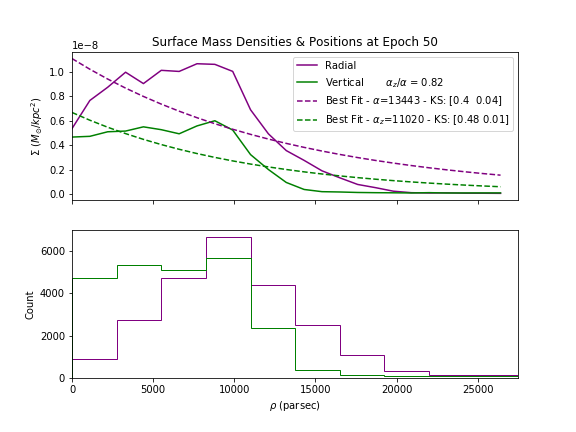 Surface Mass Densities & Positions at Epoch 50
1e−8
1.0
0.8
0.6
0.4
0.2
0.0
Σ (M⊙/kpc²)
Radial
Vertical αz/α = 0.82
Best Fit - α=13443 - KS: [0.4 0.04]
Best Fit - αz=11020 - KS: [0.48 0.01]
6000
4000
2000
0
Count
0 5000 10000 15000 20000 25000
ρ (parsec)